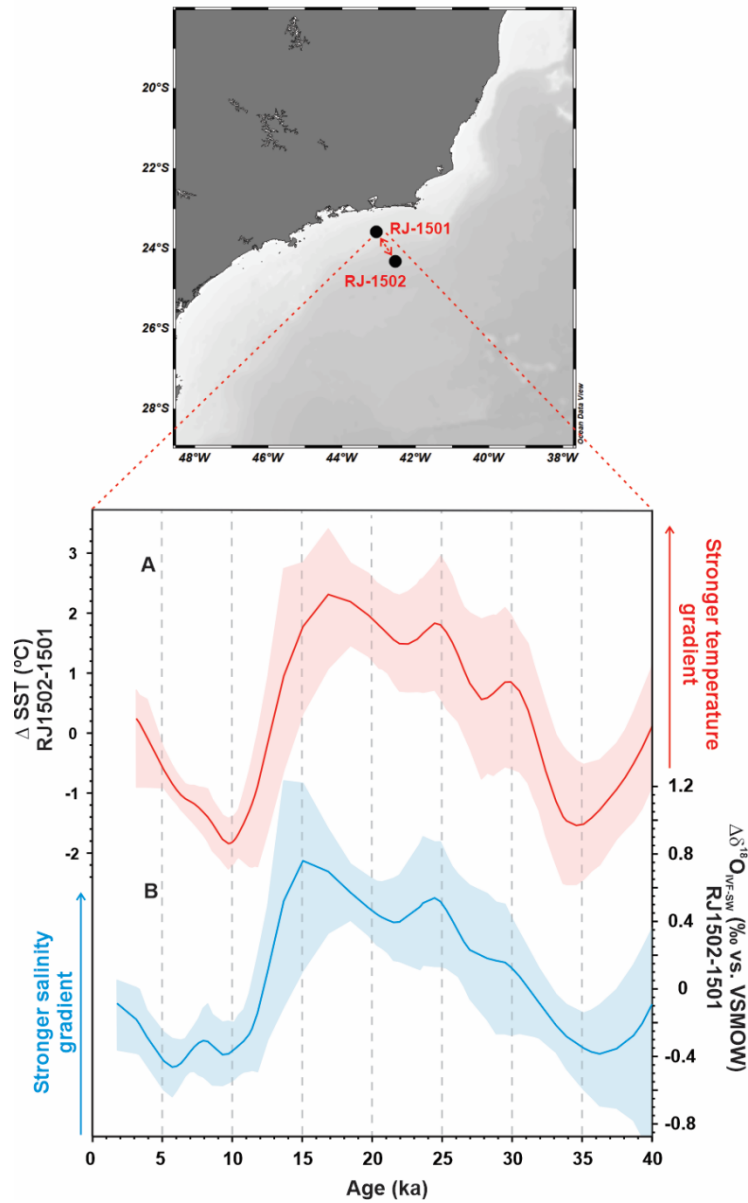 20°S
22°S
24°S
26°S
28°S
RJ-1501
RJ-1502
Ocean Data View
48°W
46°W
44°W
42°W
40°W
38°W
A
3
2
1
0
-1
-2
Δ SST (ºC)
RJ1502-1501
Stronger temperature
gradient
B
1.2
0.8
0.4
0
-0.4
-0.8
Δδ¹⁸O_IVF-SW (‰ vs. VSMOW)
RJ1502-1501
Stronger salinity
gradient
0
5
10
15
20
25
30
35
40
Age (ka)